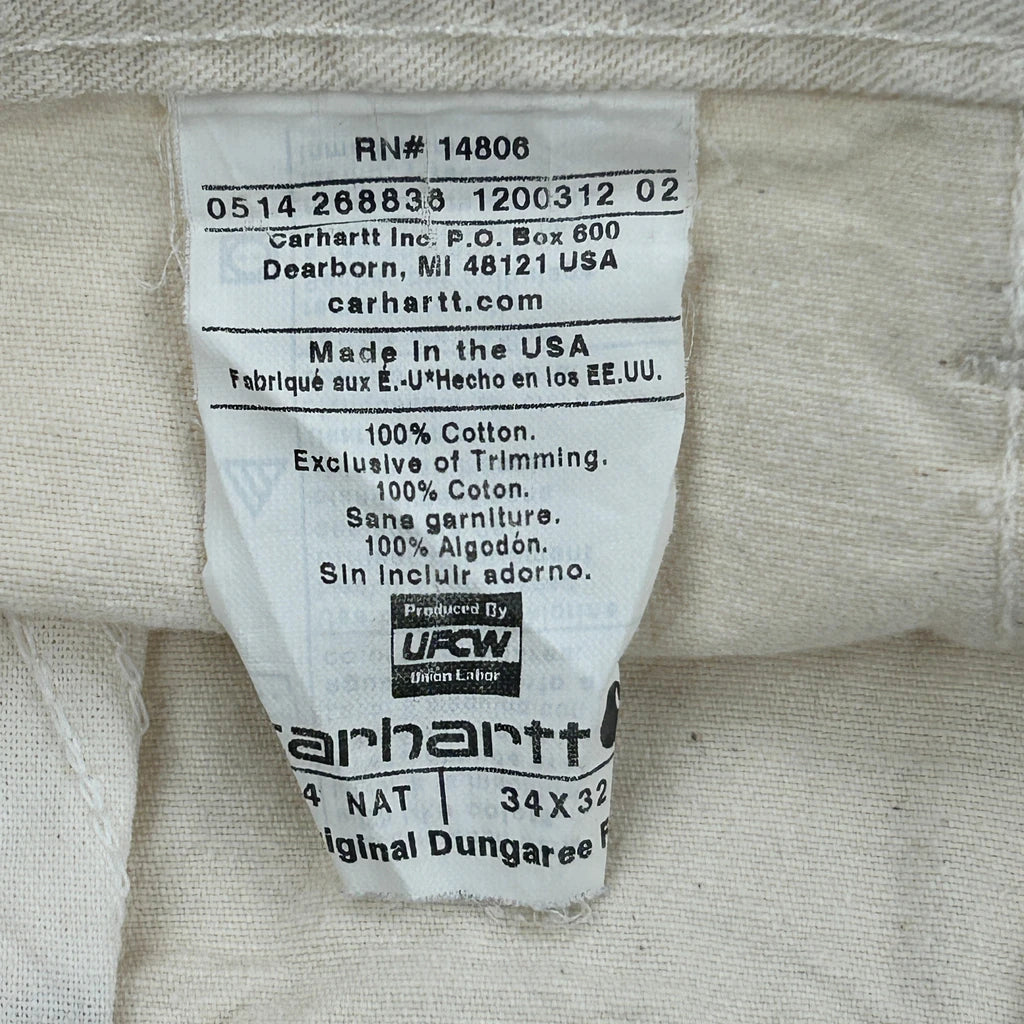 RN# 14806
0514 268838 1200312 02
Carhartt Inc. P.O. Box 600
Dearborn, MI 48121 USA
carhartt.com
Made in the USA
Fabriqué aux É.-U*Hecho en los EE.UU.
100% Cotton.
Exclusive of Trimming.
100% Coton.
Sans garniture.
100% Algodón.
Sin incluir adorno.
Produced By
UFCW
Union Labor
carhartt
4 NAT 34X32
iginal Dungaree F